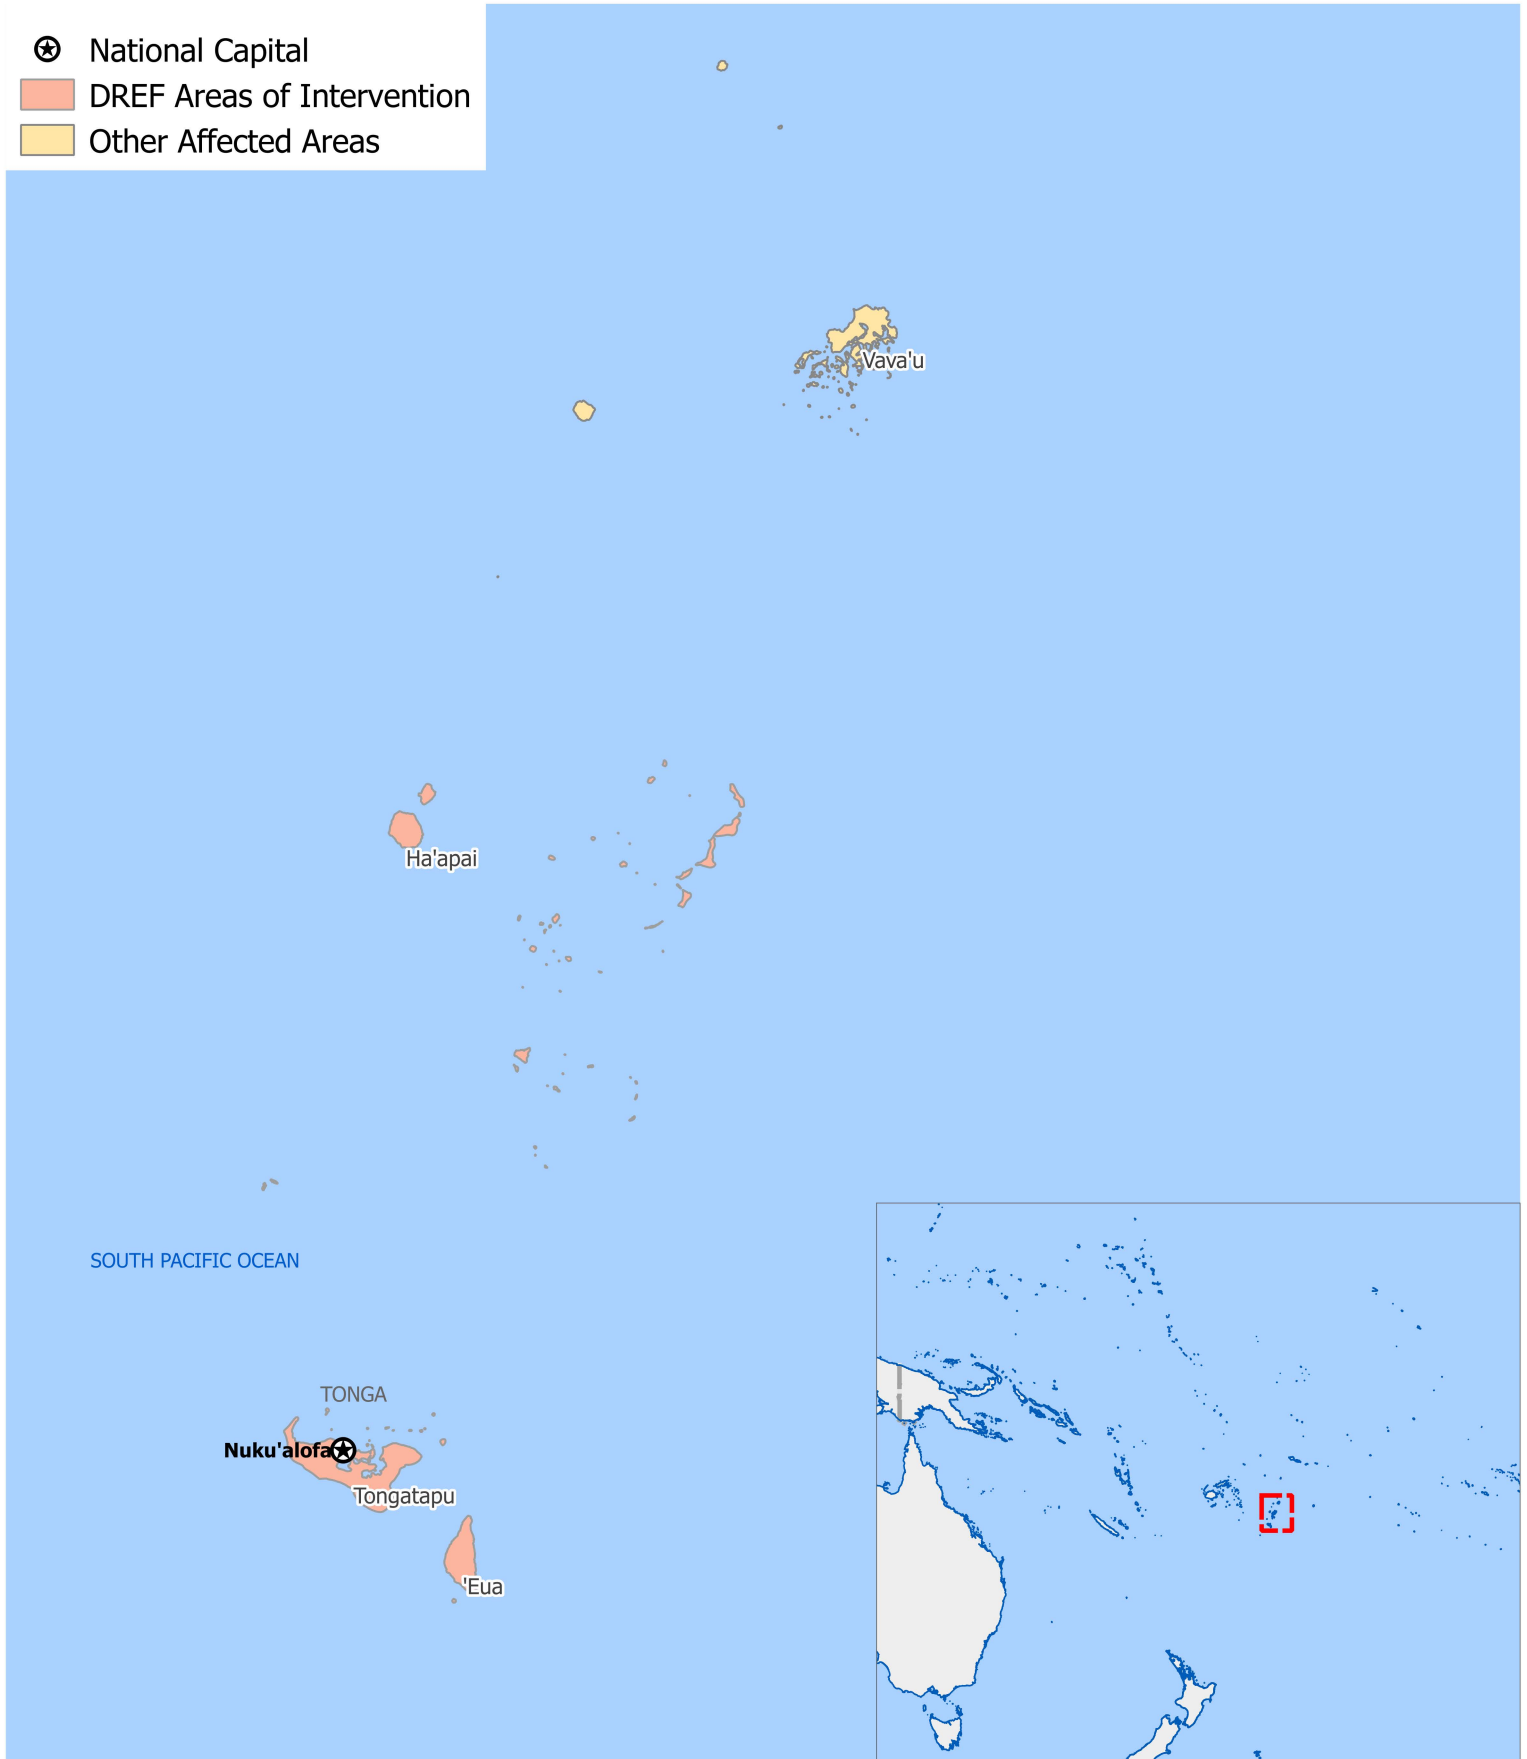 National Capital
DREF Areas of Intervention
Other Affected Areas
Vava'u
Ha'apai
SOUTH PACIFIC OCEAN
TONGA
Nuku'alofa
Tongatapu
'Eua